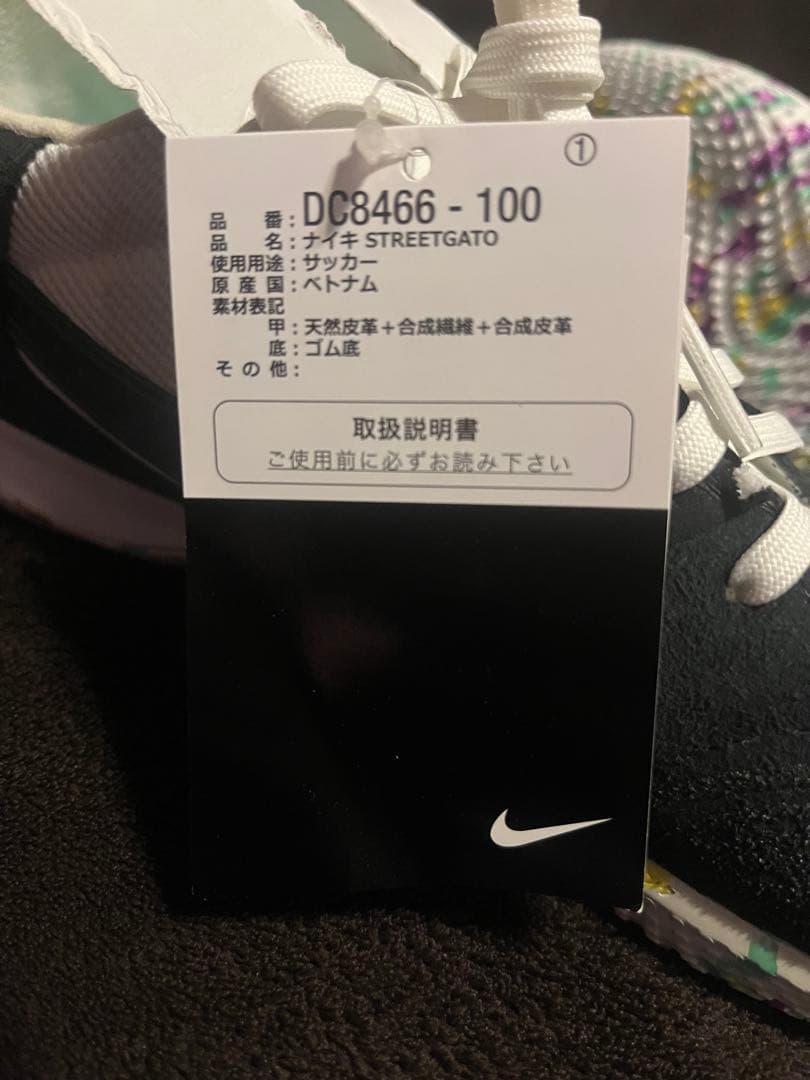 ①
品 番 : DC8466 - 100
品 名 : ナイキ STREETGATO
使用用途 : サッカー
原 産 国 : ベトナム
素材表記
甲 : 天然皮革＋合成繊維＋合成皮革
底 : ゴム底
そ の 他 :
取扱説明書
ご使用前に必ずお読み下さい